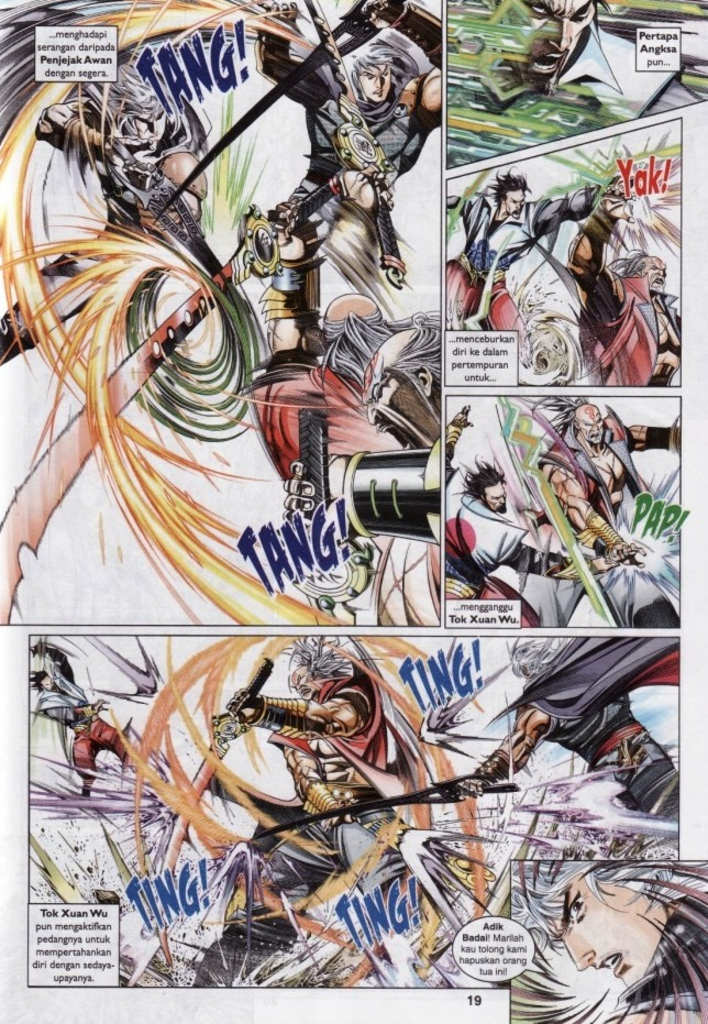 ...menghadapi
serangan daripada
Penjejak Awan
dengan segera.
TANG!
Pertapa
Angksa
pun...
YaK!
...menceburkan
diri ke dalam
pertempuran
untuk...
TANG!
PAP!
...mengganggu
Tok Xuan Wu.
TING!
TING!
TING!
Tok Xuan Wu
pun mengaktifkan
pedangnya untuk
mempertahankan
diri dengan sedaya-
upayanya.
Adik
Badai! Marilah
kau tolong kami
hapuskan orang
tua ini!
19